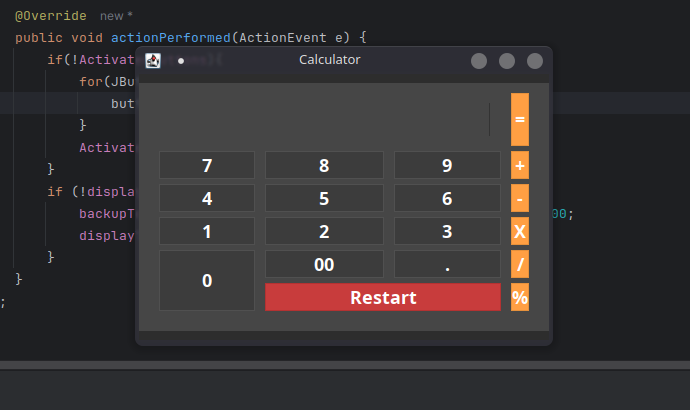 @Override new *
public void actionPerformed(ActionEvent e) {
Calculator
if(!Activat
for(JBu
but
}
Activat
}
if (!displa
backupT
00;
display
}
}
;
=
7 8 9 +
4 5 6 -
1 2 3 X
0 00 . /
Restart %